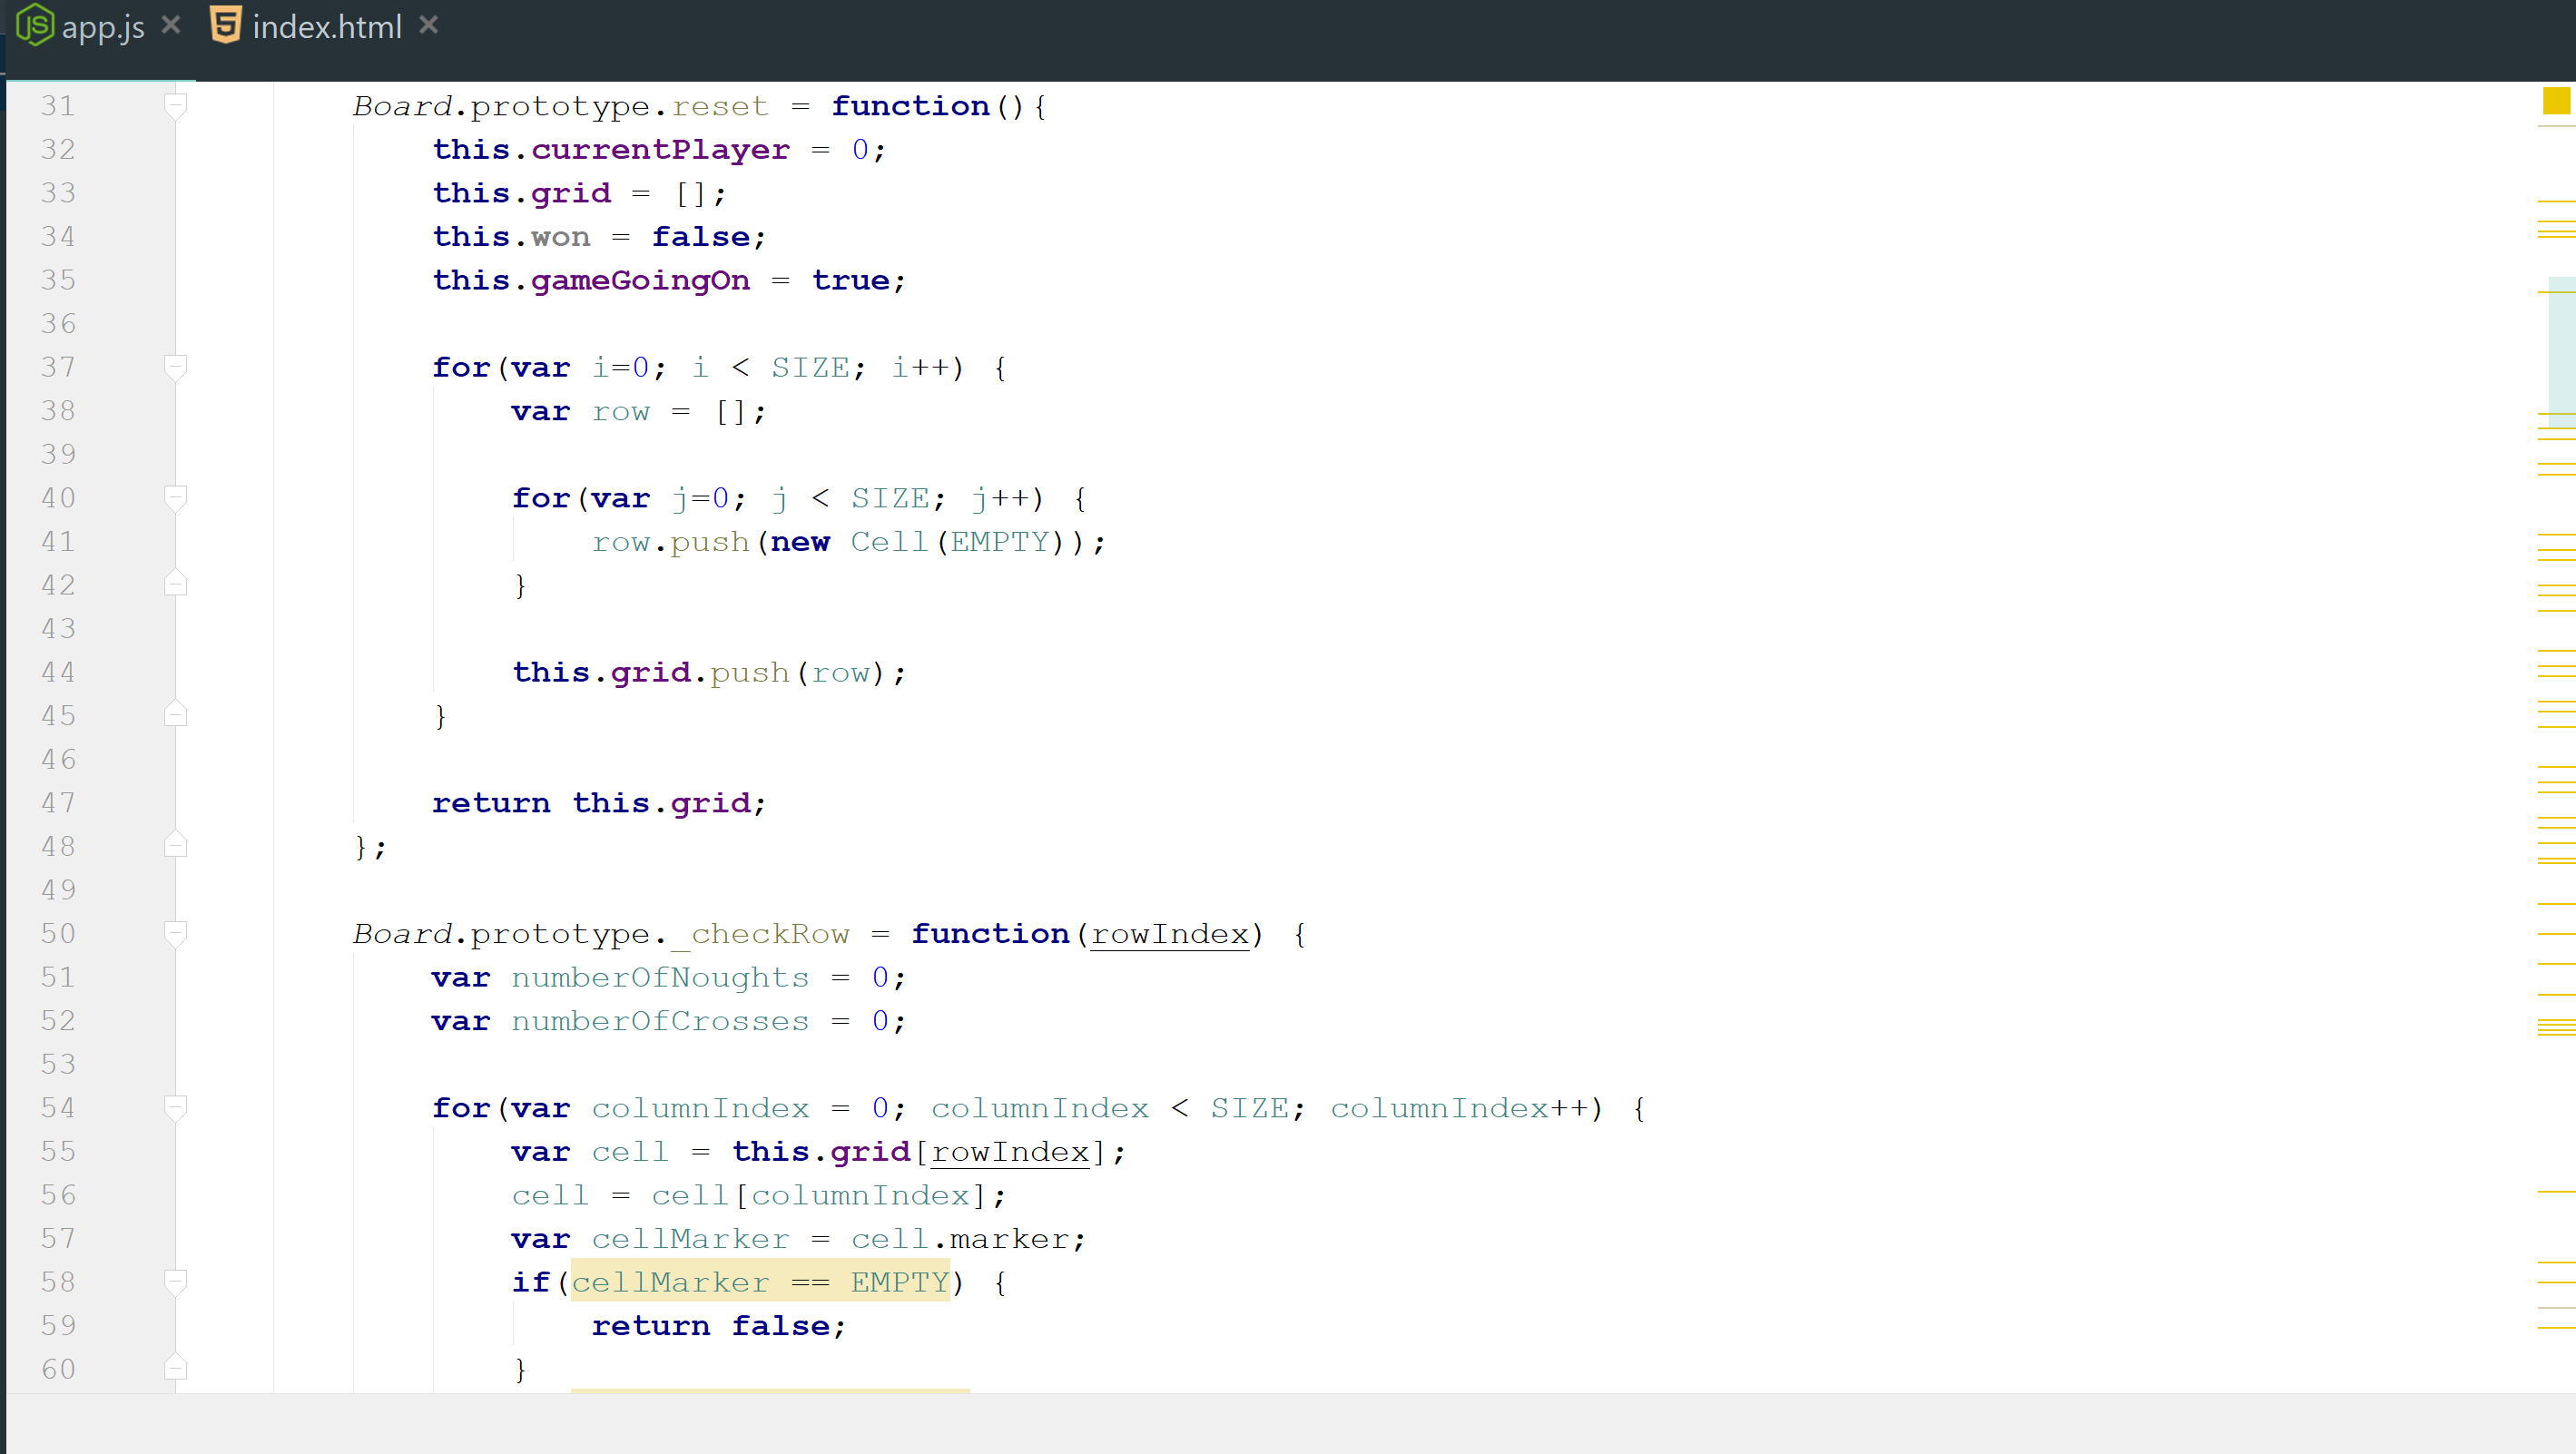 app.js × index.html ×
31 Board.prototype.reset = function(){
32 this.currentPlayer = 0;
33 this.grid = [];
34 this.won = false;
35 this.gameGoingOn = true;
36
37 for(var i=0; i < SIZE; i++) {
38 var row = [];
39
40 for(var j=0; j < SIZE; j++) {
41 row.push(new Cell(EMPTY));
42 }
43
44 this.grid.push(row);
45 }
46
47 return this.grid;
48 };
49
50 Board.prototype._checkRow = function(rowIndex) {
51 var numberOfNoughts = 0;
52 var numberOfCrosses = 0;
53
54 for(var columnIndex = 0; columnIndex < SIZE; columnIndex++) {
55 var cell = this.grid[rowIndex];
56 cell = cell[columnIndex];
57 var cellMarker = cell.marker;
58 if(cellMarker == EMPTY) {
59 return false;
60 }